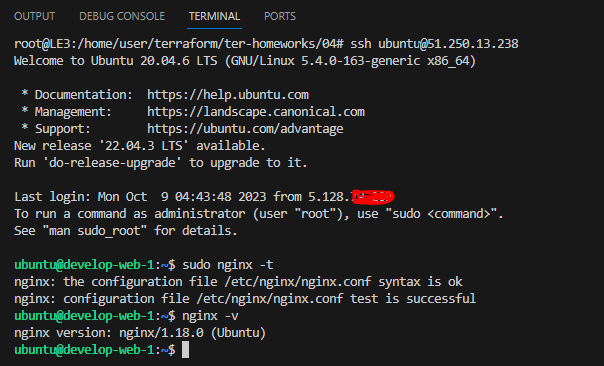 OUTPUT DEBUG CONSOLE TERMINAL PORTS
root@LE3:/home/user/terraform/ter-homeworks/04# ssh ubuntu@51.250.13.238
Welcome to Ubuntu 20.04.6 LTS (GNU/Linux 5.4.0-163-generic x86_64)
* Documentation: https://help.ubuntu.com
* Management: https://landscape.canonical.com
* Support: https://ubuntu.com/advantage
New release '22.04.3 LTS' available.
Run 'do-release-upgrade' to upgrade to it.
Last login: Mon Oct 9 04:43:48 2023 from 5.128.
To run a command as administrator (user "root"), use "sudo <command>".
See "man sudo_root" for details.
ubuntu@develop-web-1:~$ sudo nginx -t
nginx: the configuration file /etc/nginx/nginx.conf syntax is ok
nginx: configuration file /etc/nginx/nginx.conf test is successful
ubuntu@develop-web-1:~$ nginx -v
nginx version: nginx/1.18.0 (Ubuntu)
ubuntu@develop-web-1:~$